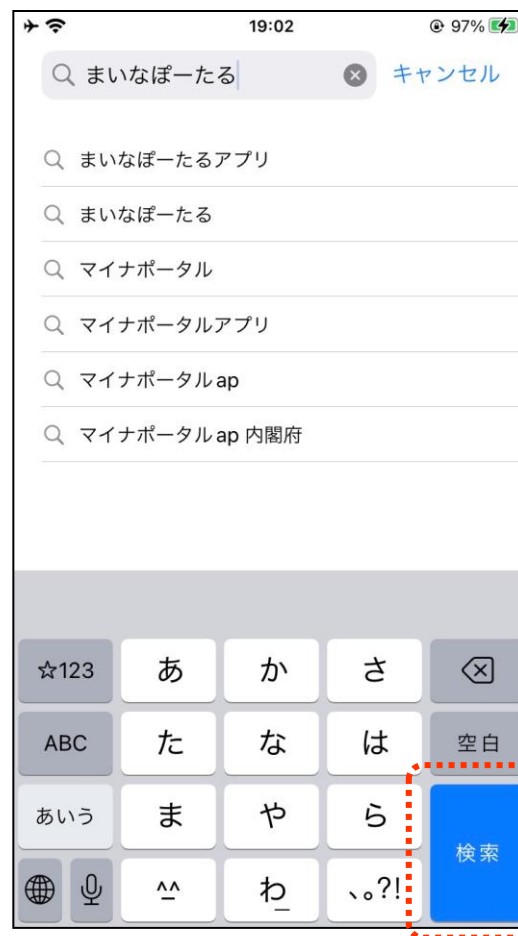 19:02 97%
まいなぽーたる キャンセル
まいなぽーたるアプリ
まいなぽーたる
マイナポータル
マイナポータルアプリ
マイナポータルap
マイナポータルap 内閣府
☆123 あ か さ
ABC た な は 空白
あいう ま や ら 検索
^^ わ 、。?!